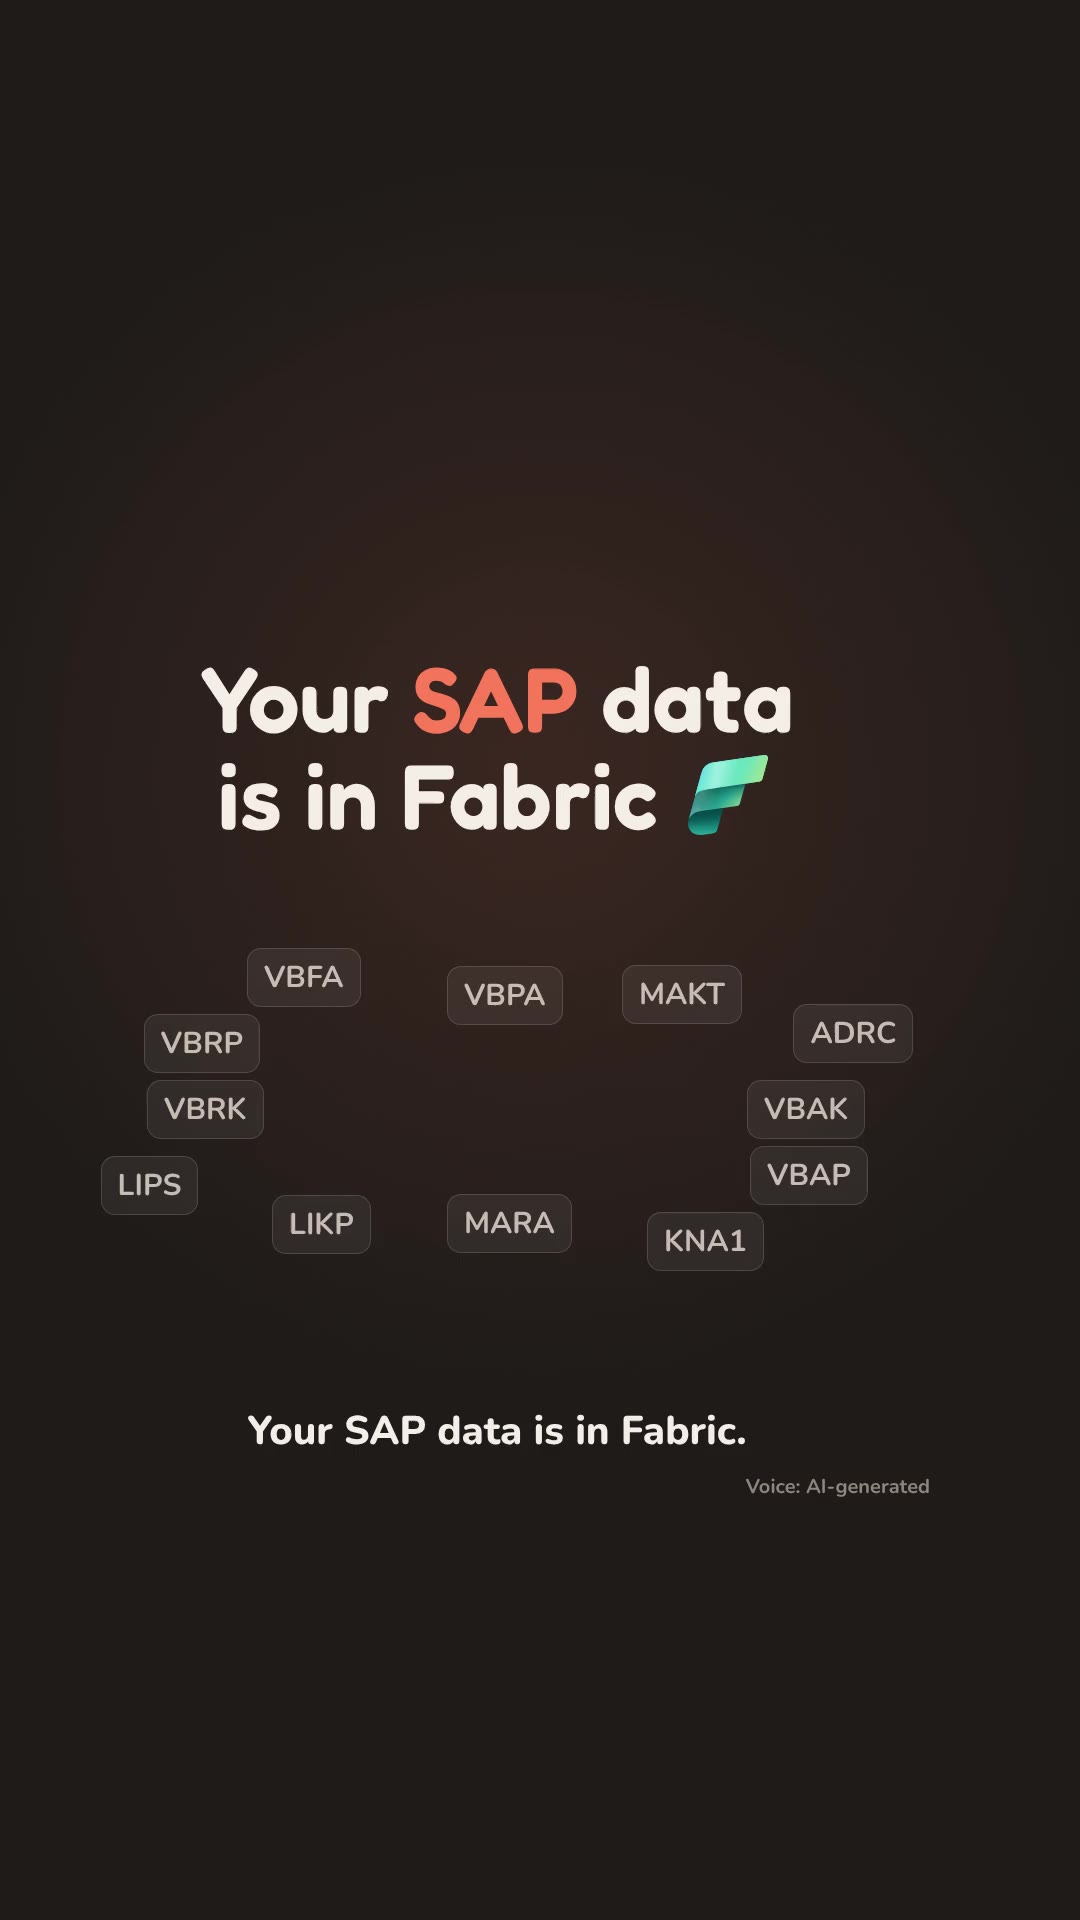 Your SAP data
is in Fabric
VBFA
VBPA
MAKT
ADRC
VBRP
VBRK
VBAK
VBAP
LIPS
LIKP
MARA
KNA1
Your SAP data is in Fabric.
Voice: AI-generated